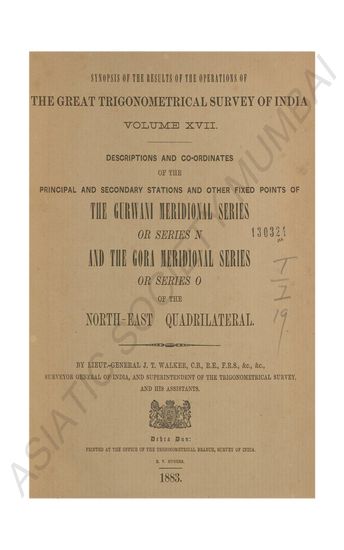 SYNOPSIS OF THE RESULTS OF THE OPERATIONS OF
THE GREAT TRIGONOMETRICAL SURVEY OF INDIA
VOLUME XVII.
DESCRIPTIONS AND CO-ORDINATES
OF THE
PRINCIPAL AND SECONDARY STATIONS AND OTHER FIXED POINTS OF
THE GURWANI MERIDIONAL SERIES
OR SERIES N
130321
AND THE GORA MERIDIONAL SERIES
OR SERIES O
OF THE
NORTH-EAST QUADRILATERAL.
T
I
19
BY LIEUT.-GENERAL J. T. WALKER, C.B., R.E., F.R.S., &c., &c.,
SURVEYOR GENERAL OF INDIA, AND SUPERINTENDENT OF THE TRIGONOMETRICAL SURVEY,
AND HIS ASSISTANTS.
Dehra Dun:
PRINTED AT THE OFFICE OF THE TRIGONOMETRICAL BRANCH, SURVEY OF INDIA.
1883.
ASIATIC SOCIETY MUMBAI